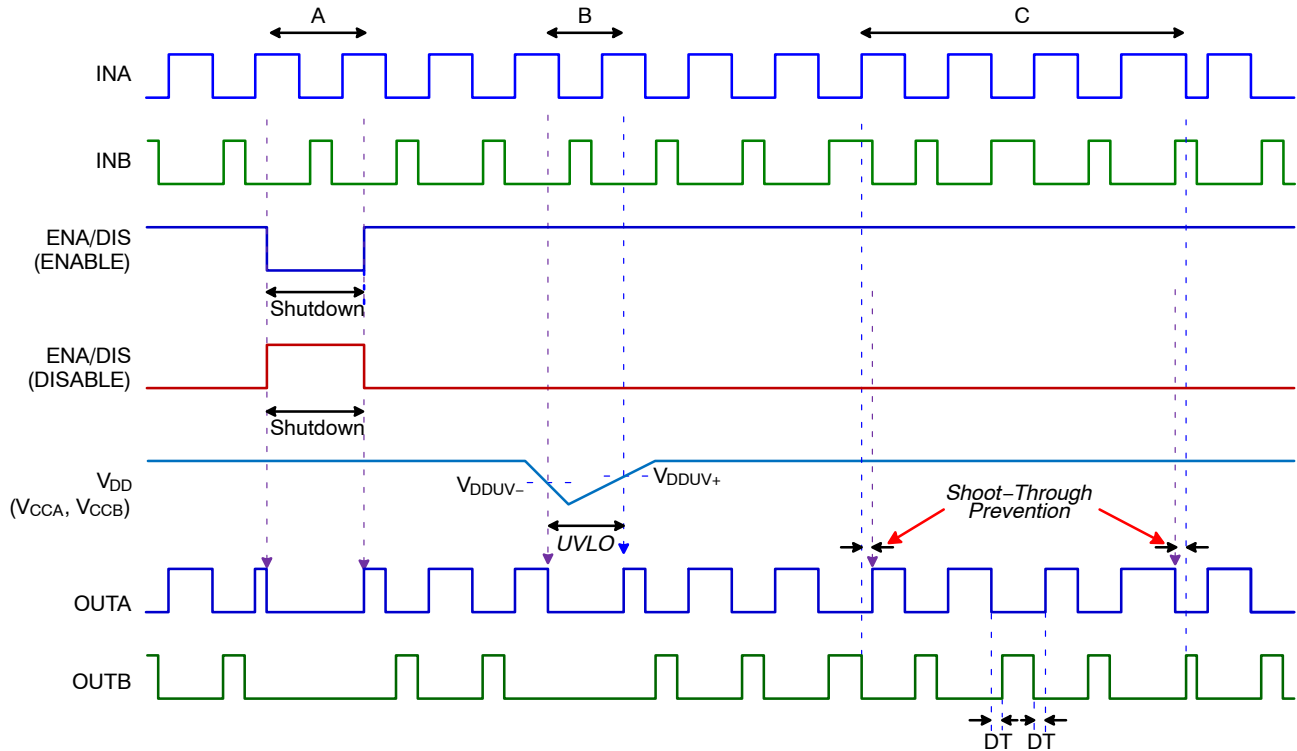 A
B
C
INA
INB
ENA/DIS
(ENABLE)
Shutdown
ENA/DIS
(DISABLE)
Shutdown
VDD
(VCCA, VCCB)
VDDUV−
VDDUV+
UVLO
Shoot−Through
Prevention
OUTA
OUTB
DT
DT